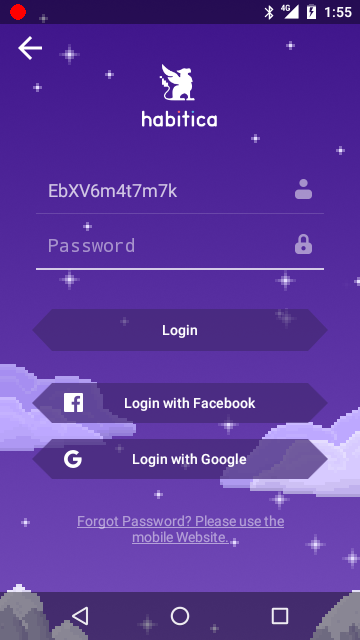 4G 1:55
habitica
EbXV6m4t7m7k
Password
Login
Login with Facebook
Login with Google
Forgot Password? Please use the
mobile Website.